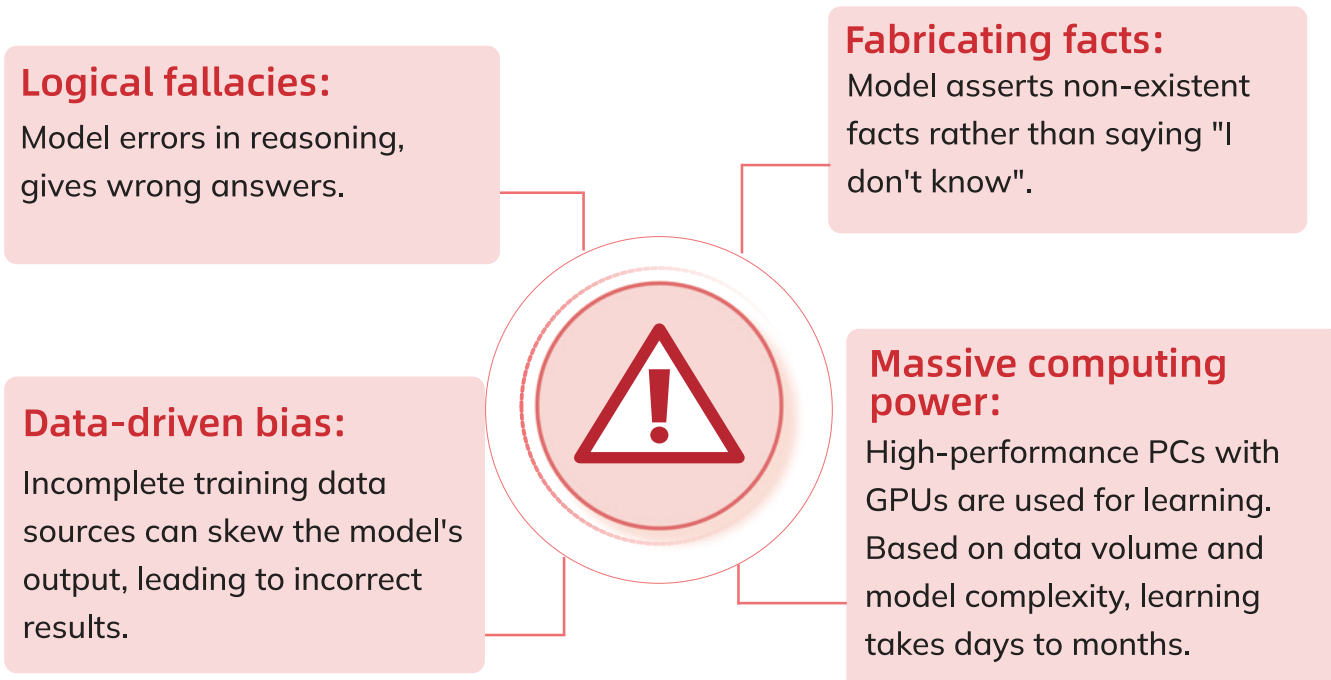 Logical fallacies:
Model errors in reasoning,
gives wrong answers.
Fabricating facts:
Model asserts non-existent
facts rather than saying "I
don't know".
Data-driven bias:
Incomplete training data
sources can skew the model's
output, leading to incorrect
results.
Massive computing
power:
High-performance PCs with
GPUs are used for learning.
Based on data volume and
model complexity, learning
takes days to months.